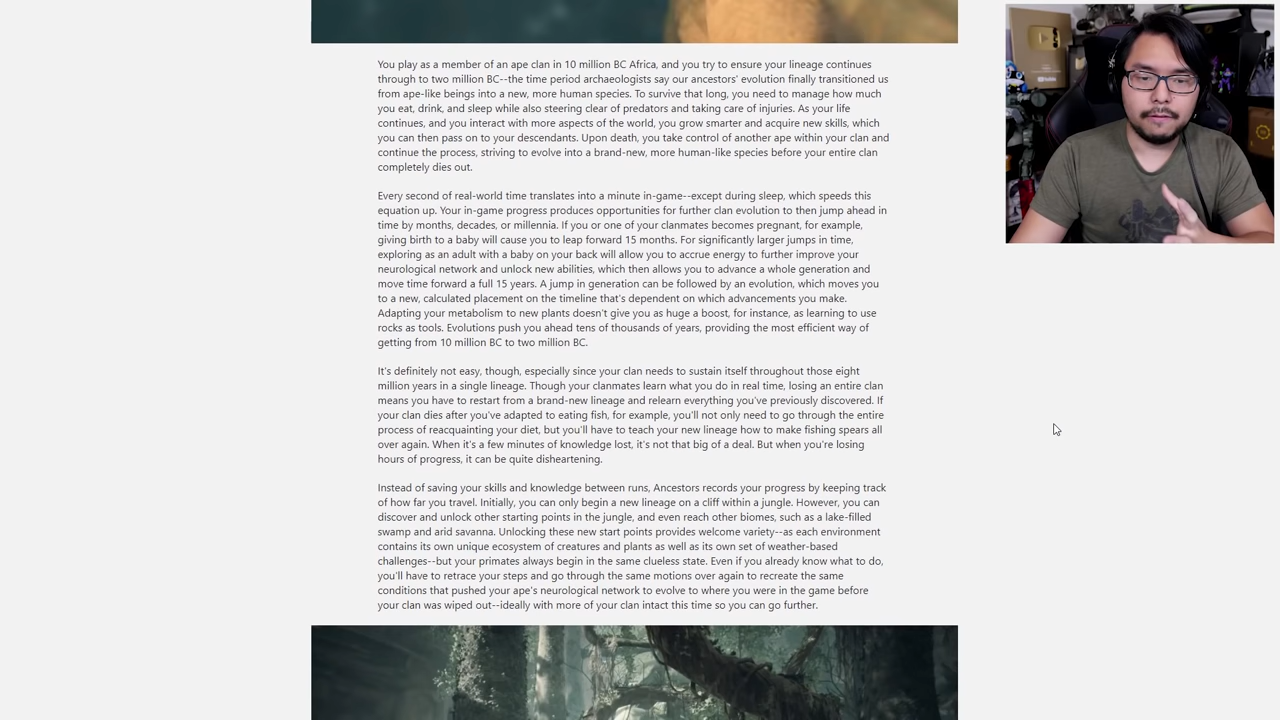 You play as a member of an ape clan in 10 million BC Africa, and you try to ensure your lineage continues
through to two million BC--the time period archaeologists say our ancestors' evolution finally transitioned us
from ape-like beings into a new, more human species. To survive that long, you need to manage how much
you eat, drink, and sleep while also steering clear of predators and taking care of injuries. As your life
continues, and you interact with more aspects of the world, you grow smarter and acquire new skills, which
you can then pass on to your descendants. Upon death, you take control of another ape within your clan and
continue the process, striving to evolve into a brand-new, more human-like species before your entire clan
completely dies out.
Every second of real-world time translates into a minute in-game--except during sleep, which speeds this
equation up. Your in-game progress produces opportunities for further clan evolution to then jump ahead in
time by months, decades, or millennia. If you or one of your clanmates becomes pregnant, for example,
giving birth to a baby will cause you to leap forward 15 months. For significantly larger jumps in time,
exploring as an adult with a baby on your back will allow you to accrue energy to further improve your
neurological network and unlock new abilities, which then allows you to advance a whole generation and
move time forward a full 15 years. A jump in generation can be followed by an evolution, which moves you
to a new, calculated placement on the timeline that's dependent on which advancements you make.
Adapting your metabolism to new plants doesn't give you as huge a boost, for instance, as learning to use
rocks as tools. Evolutions push you ahead tens of thousands of years, providing the most efficient way of
getting from 10 million BC to two million BC.
It's definitely not easy, though, especially since your clan needs to sustain itself throughout those eight
million years in a single lineage. Though your clanmates learn what you do in real time, losing an entire clan
means you have to restart from a brand-new lineage and relearn everything you've previously discovered. If
your clan dies after you've adapted to eating fish, for example, you'll not only need to go through the entire
process of reacquainting your diet, but you'll have to teach your new lineage how to make fishing spears all
over again. When it's a few minutes of knowledge lost, it's not that big of a deal. But when you're losing
hours of progress, it can be quite disheartening.
Instead of saving your skills and knowledge between runs, Ancestors records your progress by keeping track
of how far you travel. Initially, you can only begin a new lineage on a cliff within a jungle. However, you can
discover and unlock other starting points in the jungle, and even reach other biomes, such as a lake-filled
swamp and arid savanna. Unlocking these new start points provides welcome variety--as each environment
contains its own unique ecosystem of creatures and plants as well as its own set of weather-based
challenges--but your primates always begin in the same clueless state. Even if you already know what to do,
you'll have to retrace your steps and go through the same motions over again to recreate the same
conditions that pushed your ape's neurological network to evolve to where you were in the game before
your clan was wiped out--ideally with more of your clan intact this time so you can go further.